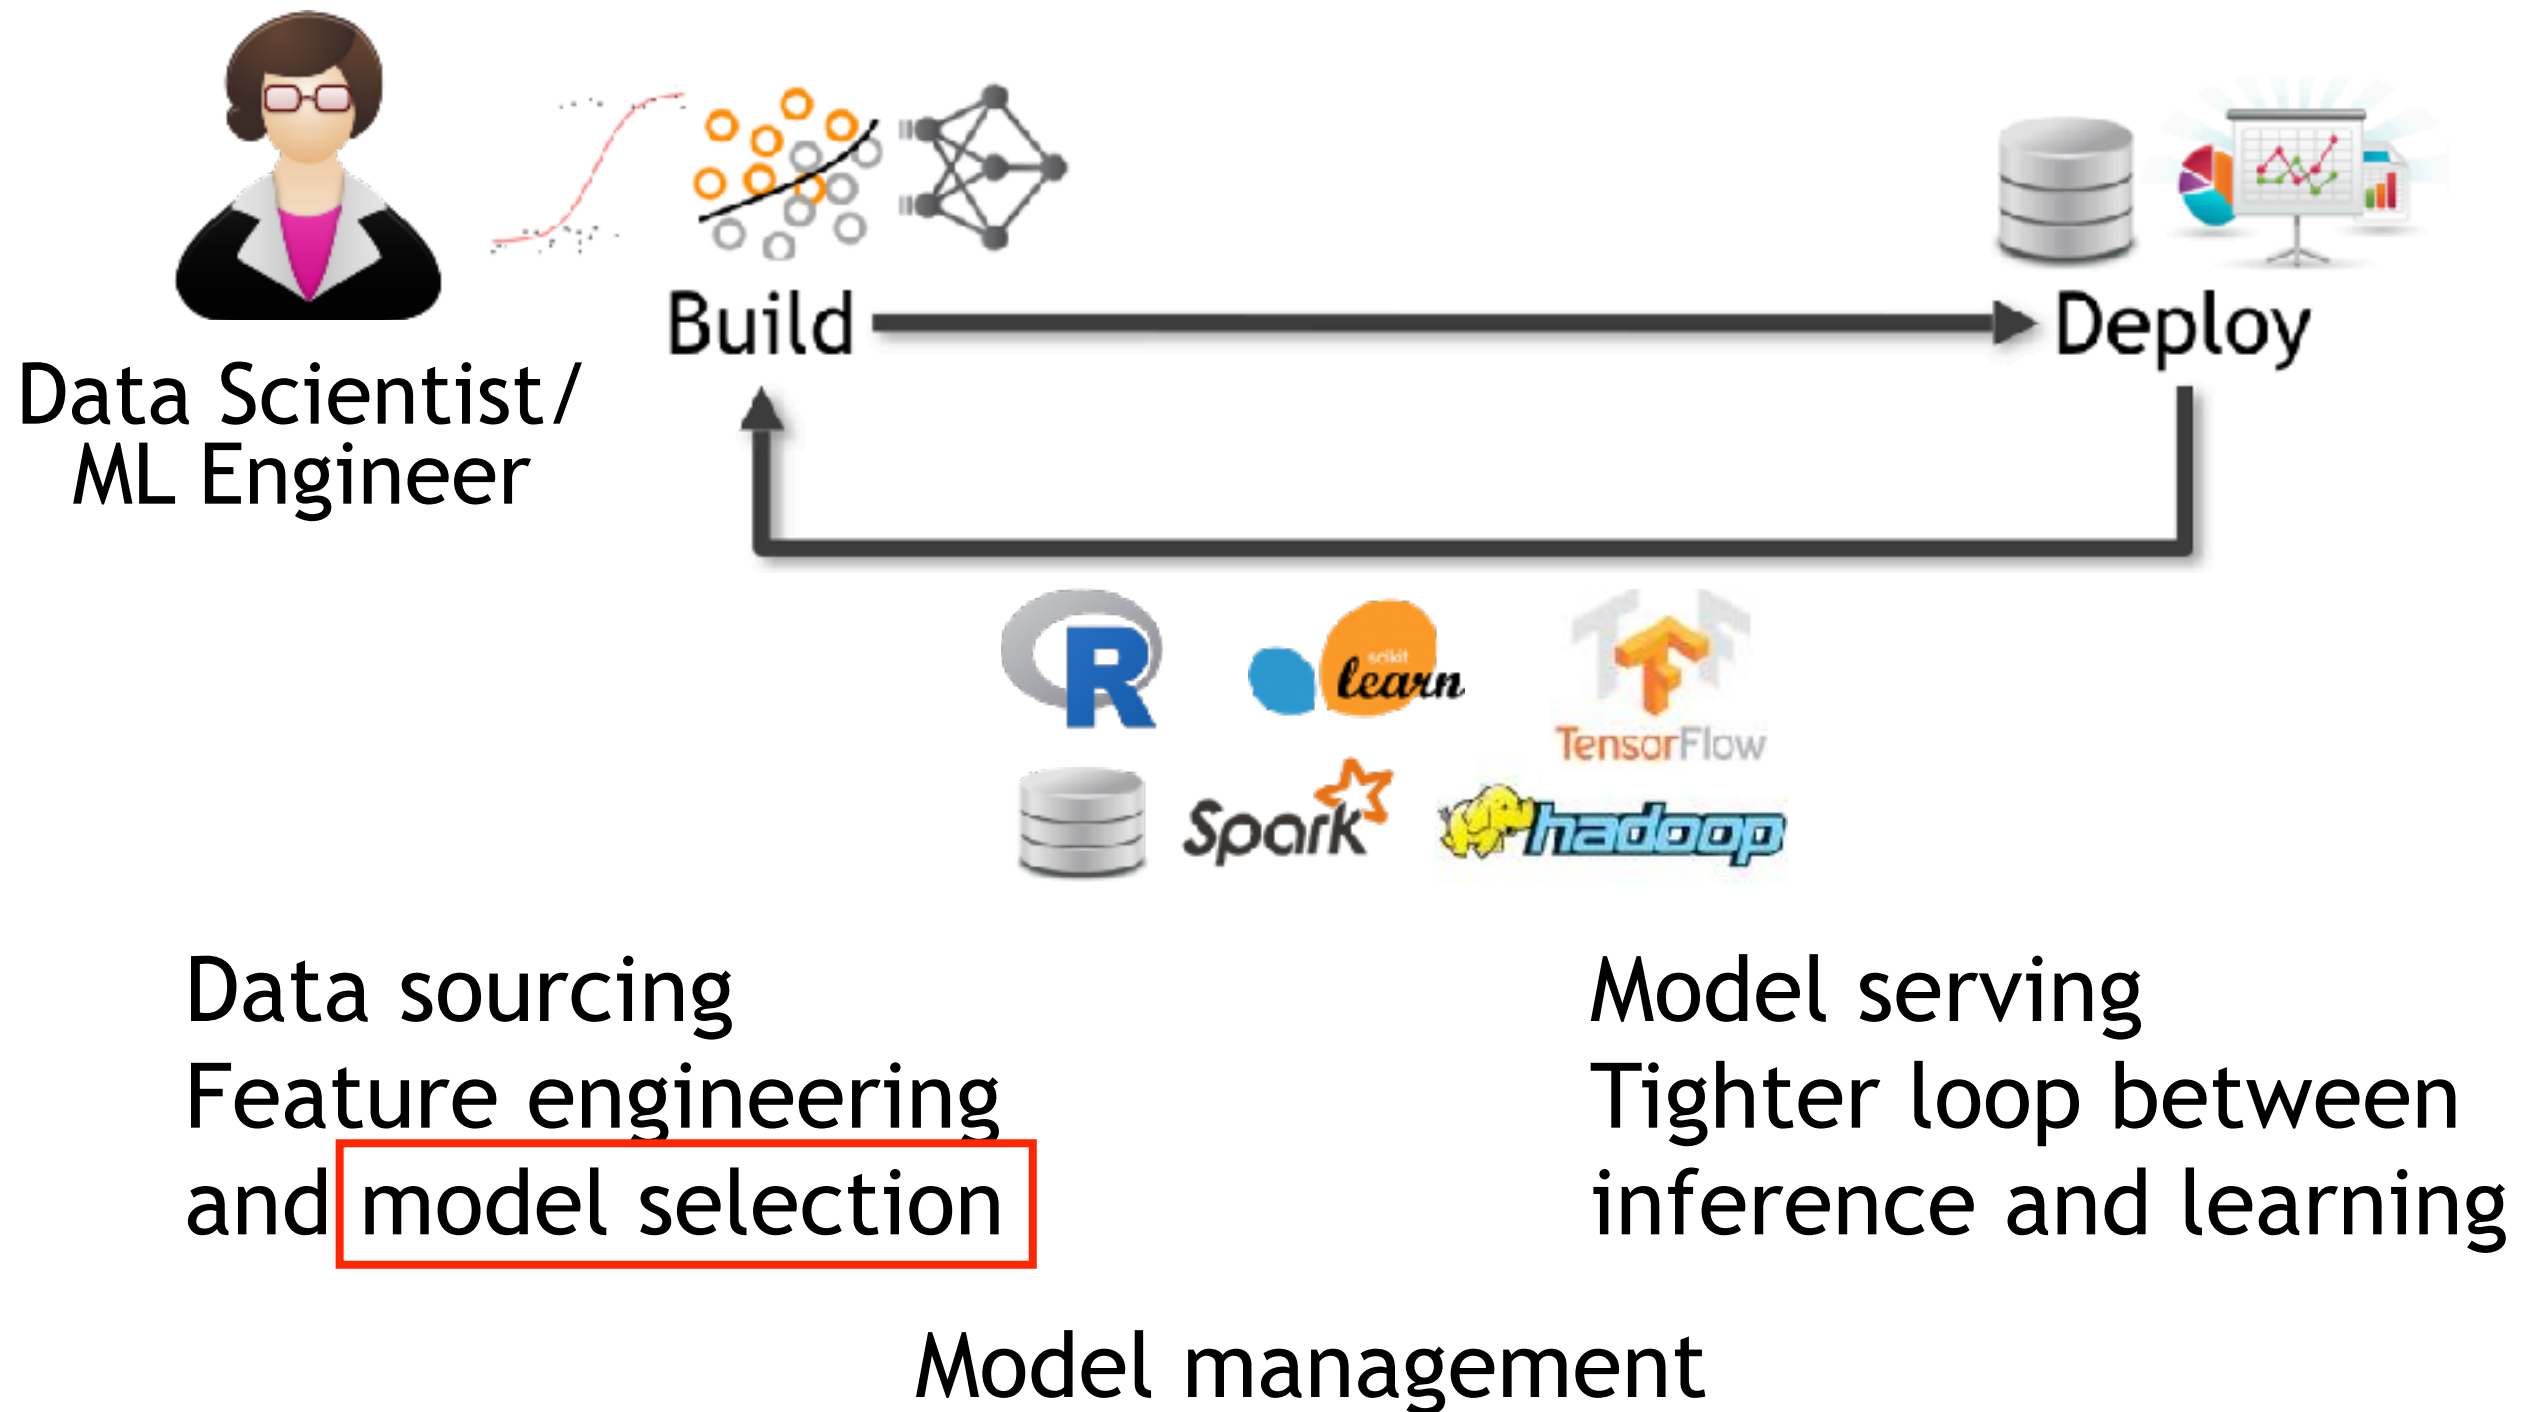 Build
Deploy
Data Scientist/
ML Engineer
R
scikit
learn
TensorFlow
Spark
hadoop
Data sourcing
Feature engineering
and model selection
Model serving
Tighter loop between
inference and learning
Model management